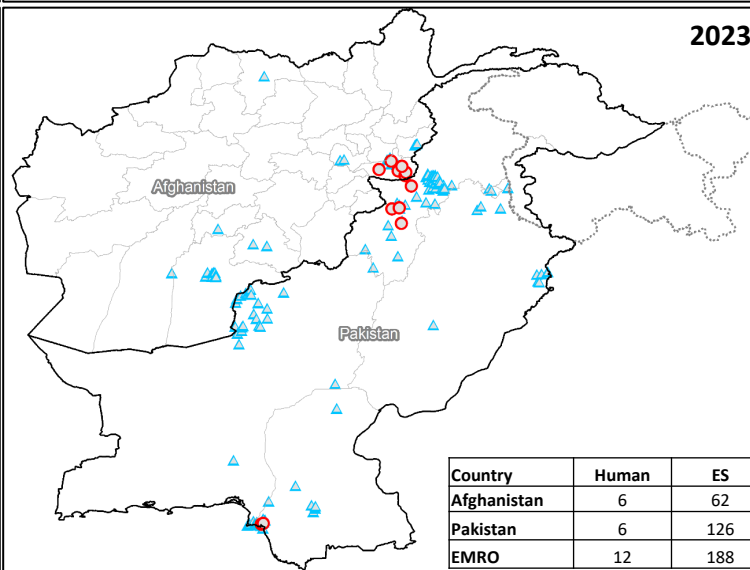 2023
Afghanistan
Pakistan
Country Human ES
Afghanistan 6 62
Pakistan 6 126
EMRO 12 188